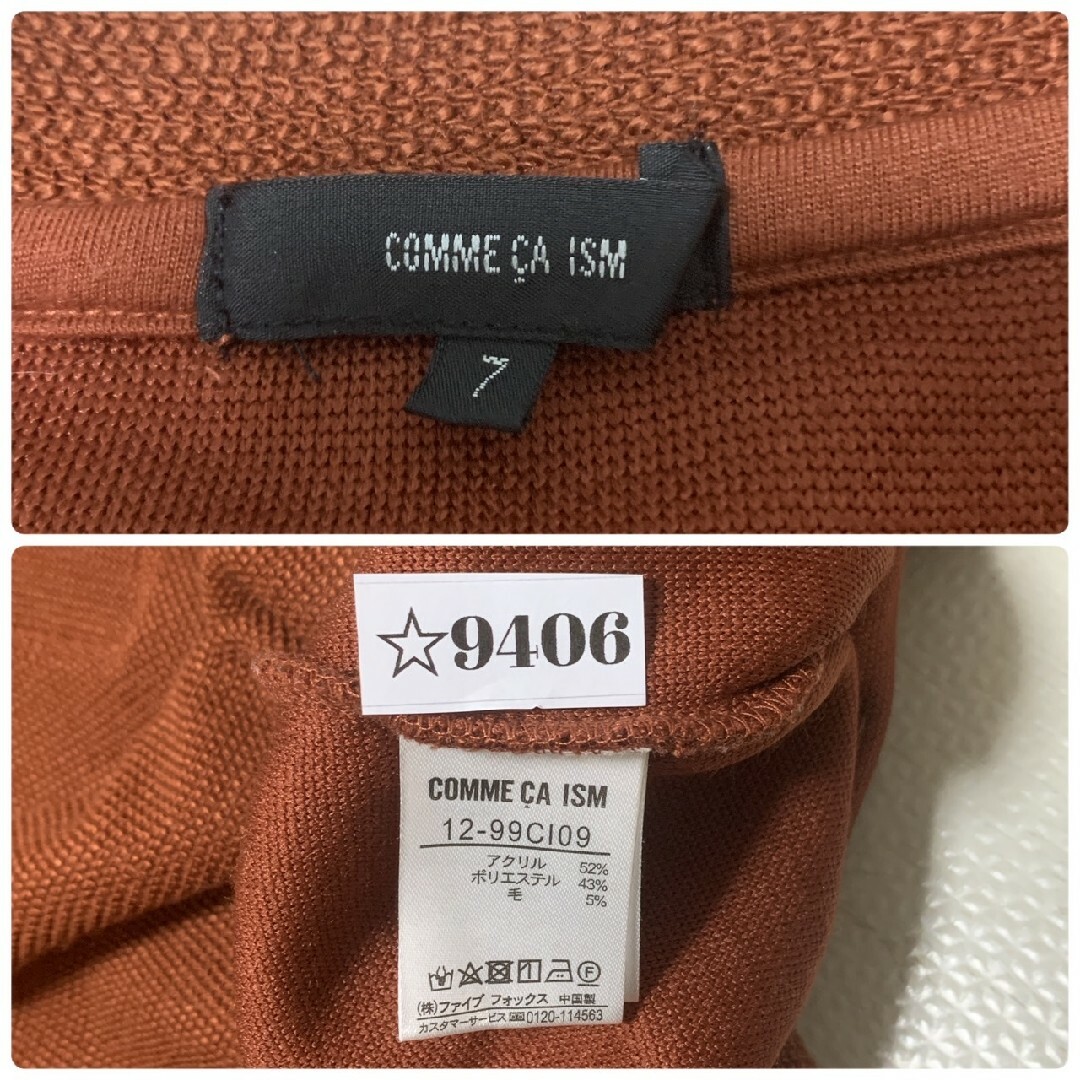 COMME ÇA ISM
7
☆9406
COMME ÇA ISM
12-99CI09
アクリル 52%
ポリエステル 43%
毛 5%
(株)ファイブ フォックス 中国製
カスタマーサービス 0120-114563